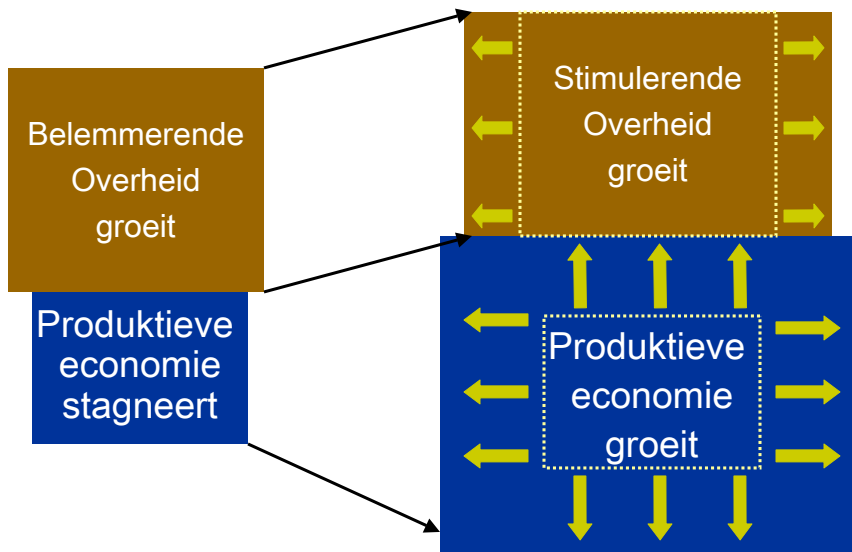 Belemmerende
Overheid
groeit
Produktieve
economie
stagneert
Stimulerende
Overheid
groeit
Produktieve
economie
groeit